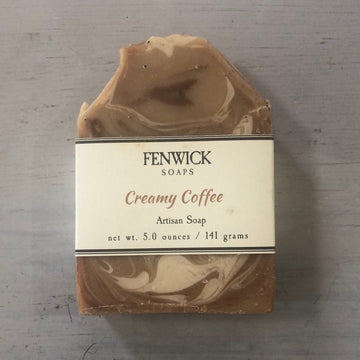 FENWICK
SOAPS
Creamy Coffee
Artisan Soap
net wt. 5.0 ounces / 141 grams